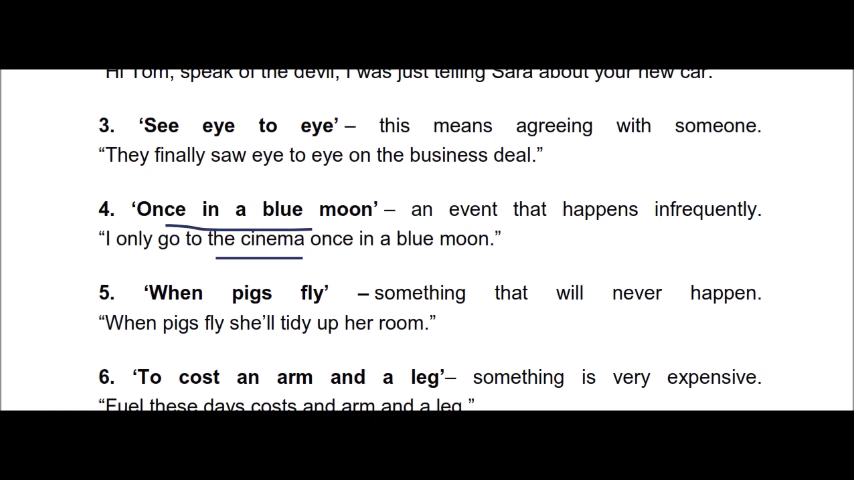 "Hi Tom, speak of the devil, I was just telling Sara about your new car.
3. ‘See eye to eye’ – this means agreeing with someone.
“They finally saw eye to eye on the business deal.”
4. ‘Once in a blue moon’ – an event that happens infrequently.
“I only go to the cinema once in a blue moon.”
5. ‘When pigs fly’ – something that will never happen.
“When pigs fly she’ll tidy up her room.”
6. ‘To cost an arm and a leg’– something is very expensive.
“Fuel these days costs and arm and a leg.”